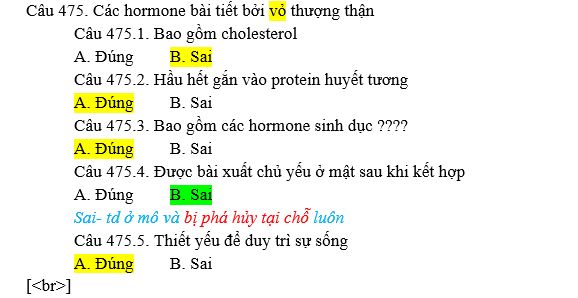 Câu 475. Các hormone bài tiết bởi vỏ thượng thận
Câu 475.1. Bao gồm cholesterol
A. Đúng B. Sai
Câu 475.2. Hầu hết gắn vào protein huyết tương
A. Đúng B. Sai
Câu 475.3. Bao gồm các hormone sinh dục ????
A. Đúng B. Sai
Câu 475.4. Được bài xuất chủ yếu ở mật sau khi kết hợp
A. Đúng B. Sai
Sai- td ở mô và bị phá hủy tại chỗ luôn
Câu 475.5. Thiết yếu để duy trì sự sống
A. Đúng B. Sai
[<br>]